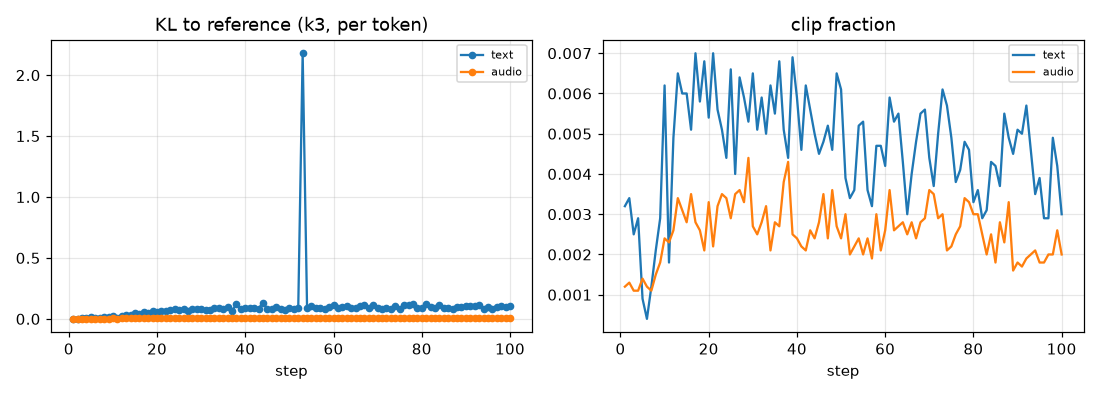 KL to reference (k3, per token)
text
audio
2.0
1.5
1.0
0.5
0.0
0 20 40 60 80 100
step
clip fraction
text
audio
0.007
0.006
0.005
0.004
0.003
0.002
0.001
0 20 40 60 80 100
step